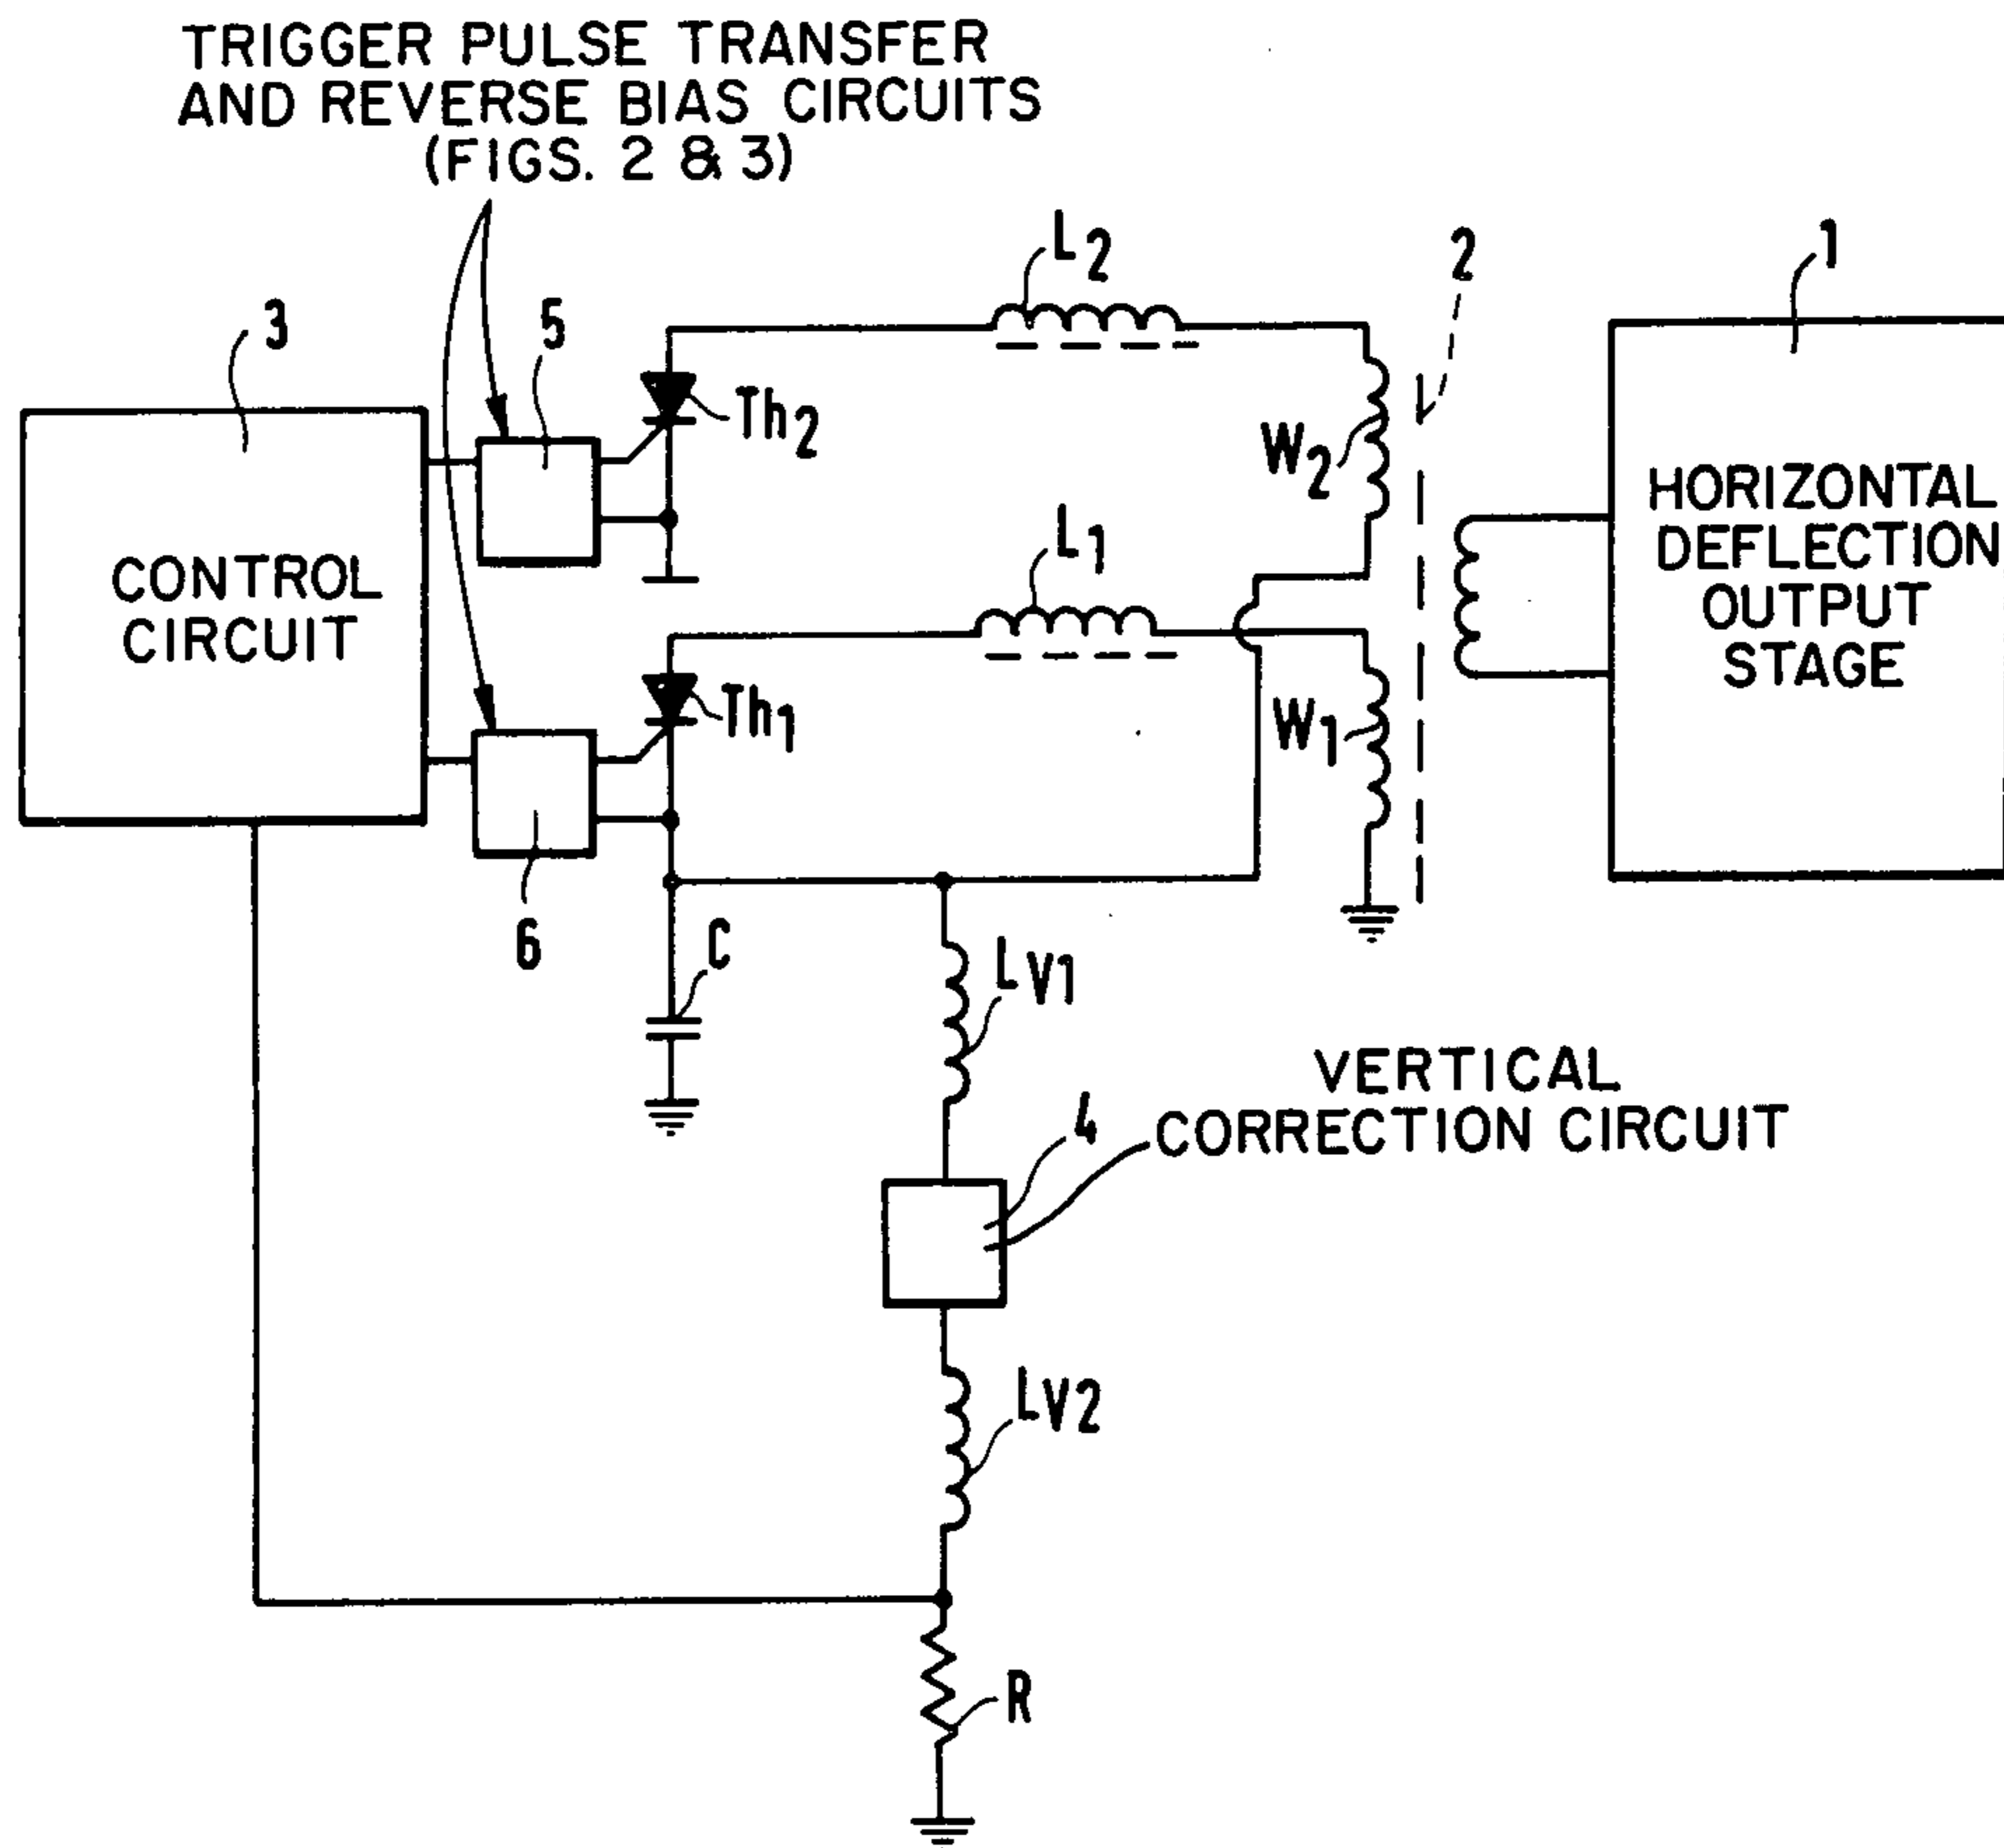 TRIGGER PULSE TRANSFER
AND REVERSE BIAS CIRCUITS
(FIGS. 2 & 3)
L2
2
1
3
5
Th2
W2
HORIZONTAL
DEFLECTION
OUTPUT
STAGE
L1
CONTROL
CIRCUIT
Th1
W1
6
C
LV1
VERTICAL
CORRECTION CIRCUIT
4
LV2
R